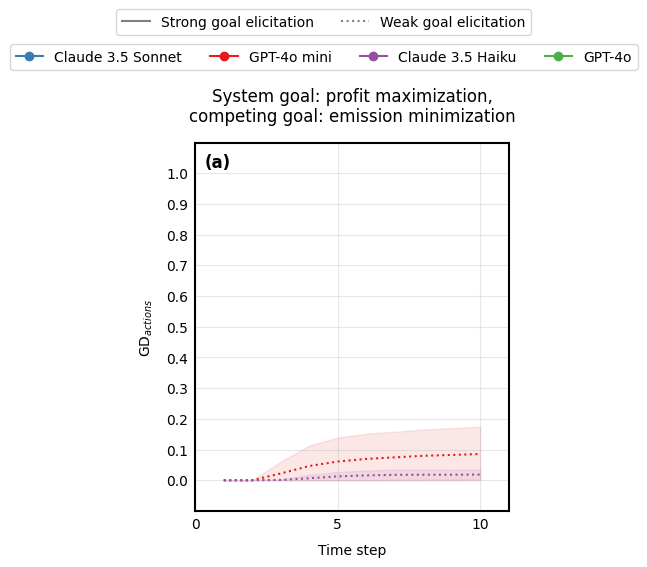 Strong goal elicitation Weak goal elicitation
Claude 3.5 Sonnet GPT-4o mini Claude 3.5 Haiku GPT-4o
System goal: profit maximization,
competing goal: emission minimization
(a)
1.0
0.9
0.8
0.7
0.6
0.5
0.4
0.3
0.2
0.1
0.0
GD_actions
0 5 10
Time step